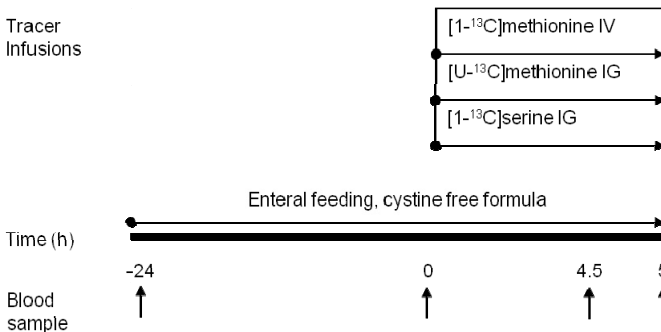 Tracer
Infusions
[1-¹³C]methionine IV
[U-¹³C]methionine IG
[1-¹³C]serine IG
Enteral feeding, cystine free formula
Time (h)
-24 0 4.5
Blood
sample